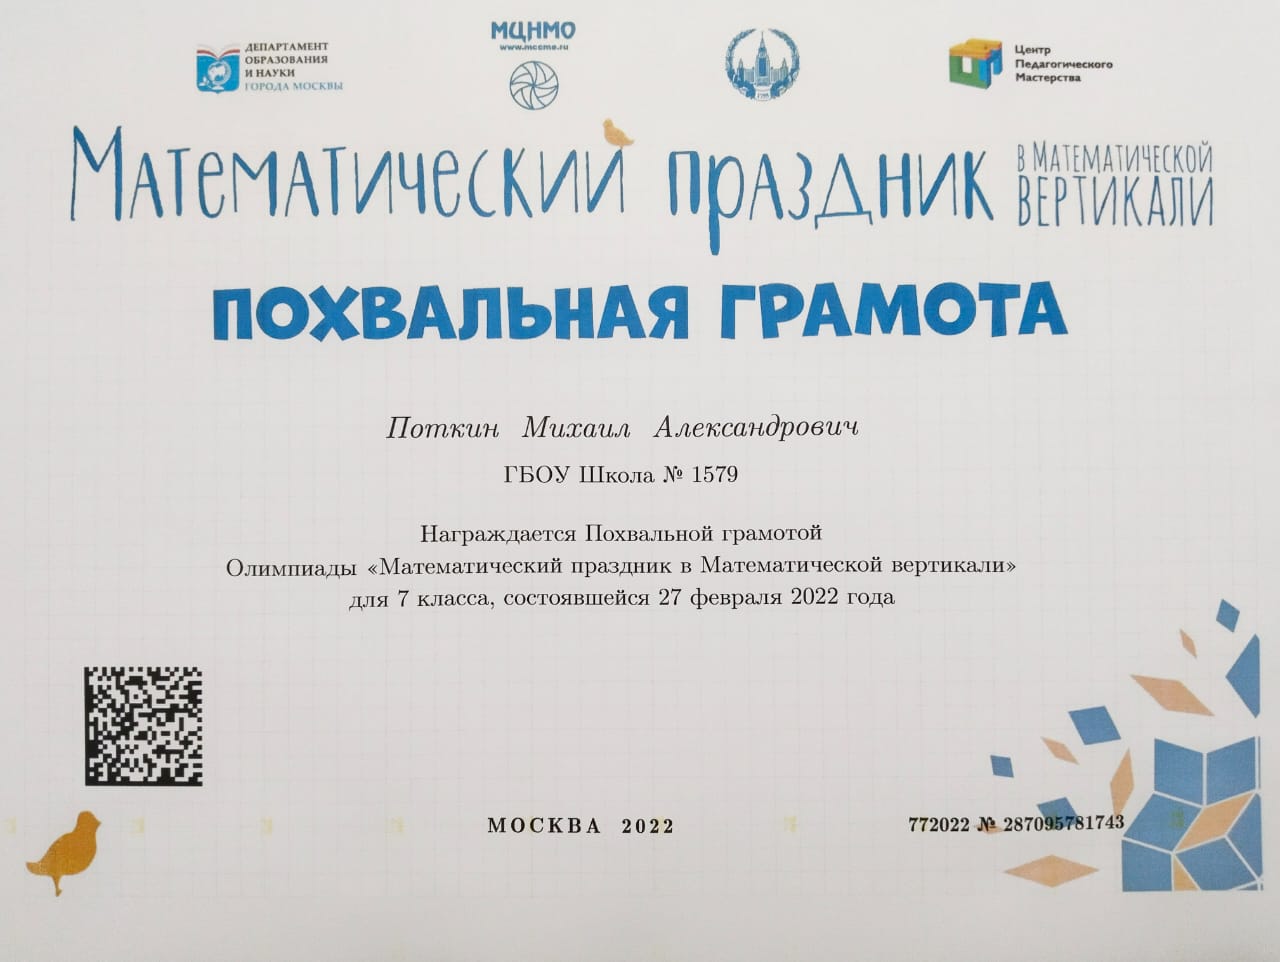 ДЕПАРТАМЕНТ
ОБРАЗОВАНИЯ
И НАУКИ
ГОРОДА МОСКВЫ
МЦНМО
www.mccme.ru
1755
Центр
Педагогического
Мастерства
Математический праздник
в Математической
вертикали
ПОХВАЛЬНАЯ ГРАМОТА
Поткин Михаил Александрович
ГБОУ Школа № 1579
Награждается Похвальной грамотой
Олимпиады «Математический праздник в Математической вертикали»
для 7 класса, состоявшейся 27 февраля 2022 года
МОСКВА 2022
772022 № 287095781743